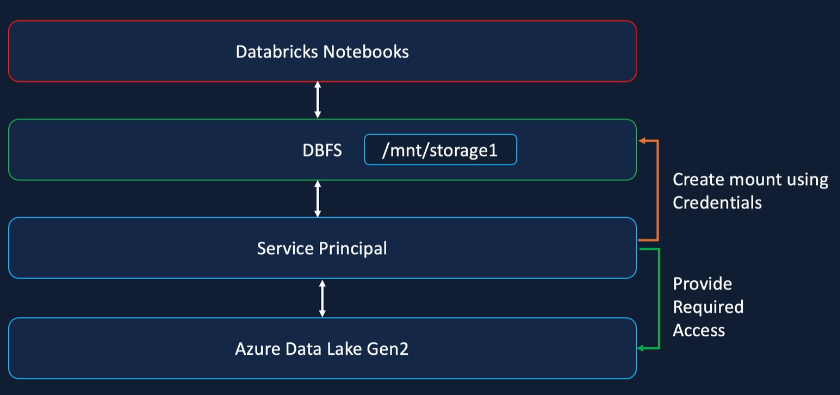 Databricks Notebooks
DBFS
/mnt/storage1
Create mount using
Credentials
Service Principal
Provide
Required
Access
Azure Data Lake Gen2